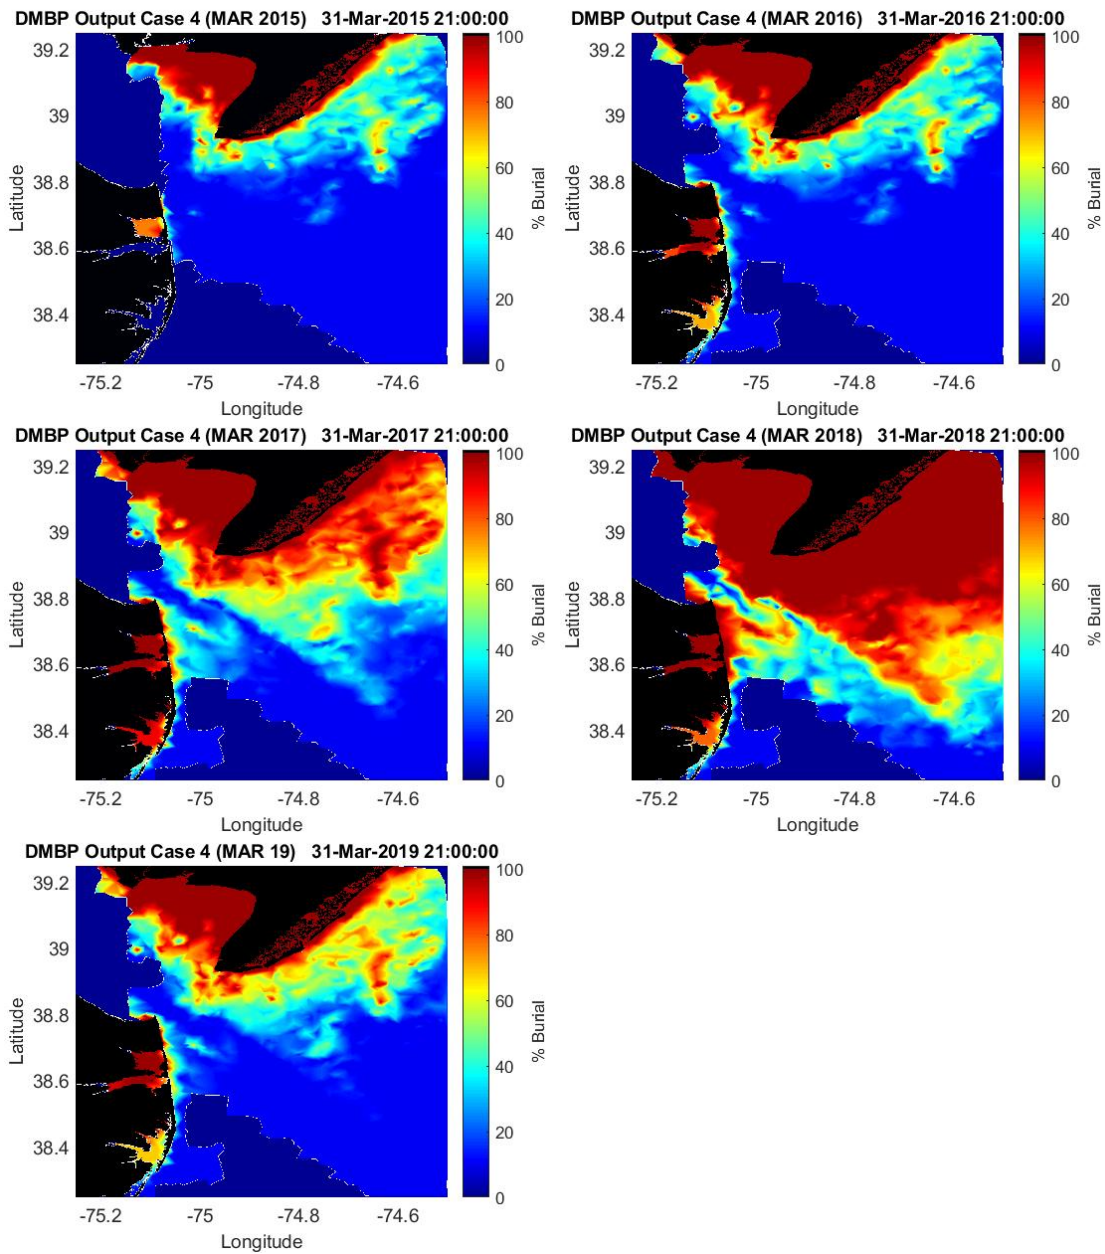 DMBP Output Case 4 (MAR 2015)   31-Mar-2015 21:00:00
39.2
39
38.8
38.6
38.4
Latitude
-75.2 -75 -74.8 -74.6
Longitude
100
80
60
40
20
0
% Burial
DMBP Output Case 4 (MAR 2016)   31-Mar-2016 21:00:00
39.2
39
38.8
38.6
38.4
Latitude
-75.2 -75 -74.8 -74.6
Longitude
100
80
60
40
20
0
% Burial
DMBP Output Case 4 (MAR 2017)   31-Mar-2017 21:00:00
39.2
39
38.8
38.6
38.4
Latitude
-75.2 -75 -74.8 -74.6
Longitude
100
80
60
40
20
0
% Burial
DMBP Output Case 4 (MAR 2018)   31-Mar-2018 21:00:00
39.2
39
38.8
38.6
38.4
Latitude
-75.2 -75 -74.8 -74.6
Longitude
100
80
60
40
20
0
% Burial
DMBP Output Case 4 (MAR 19)   31-Mar-2019 21:00:00
39.2
39
38.8
38.6
38.4
Latitude
-75.2 -75 -74.8 -74.6
Longitude
100
80
60
40
20
0
% Burial